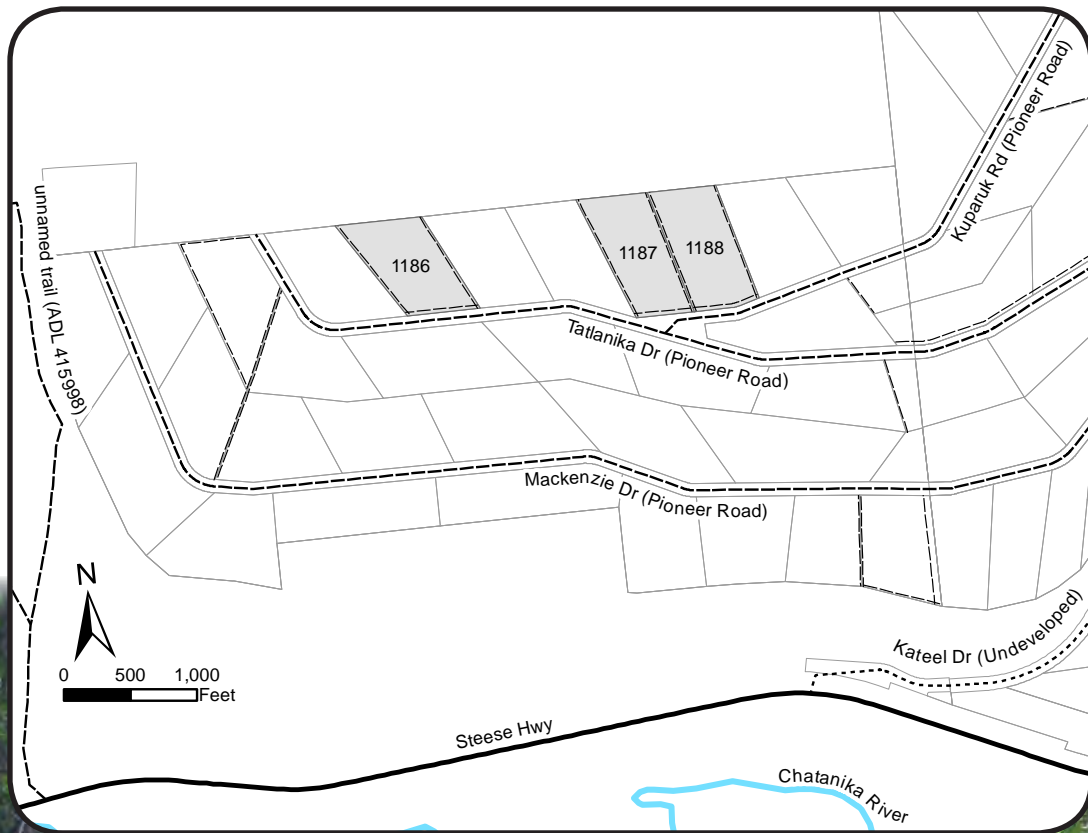 Kuparuk Rd (Pioneer Road)
unnamed trail (ADL 415998)
1186
1187
1188
Tatlanika Dr (Pioneer Road)
Mackenzie Dr (Pioneer Road)
N
0 500 1,000
Feet
Kateel Dr (Undeveloped)
Steese Hwy
Chatanika River